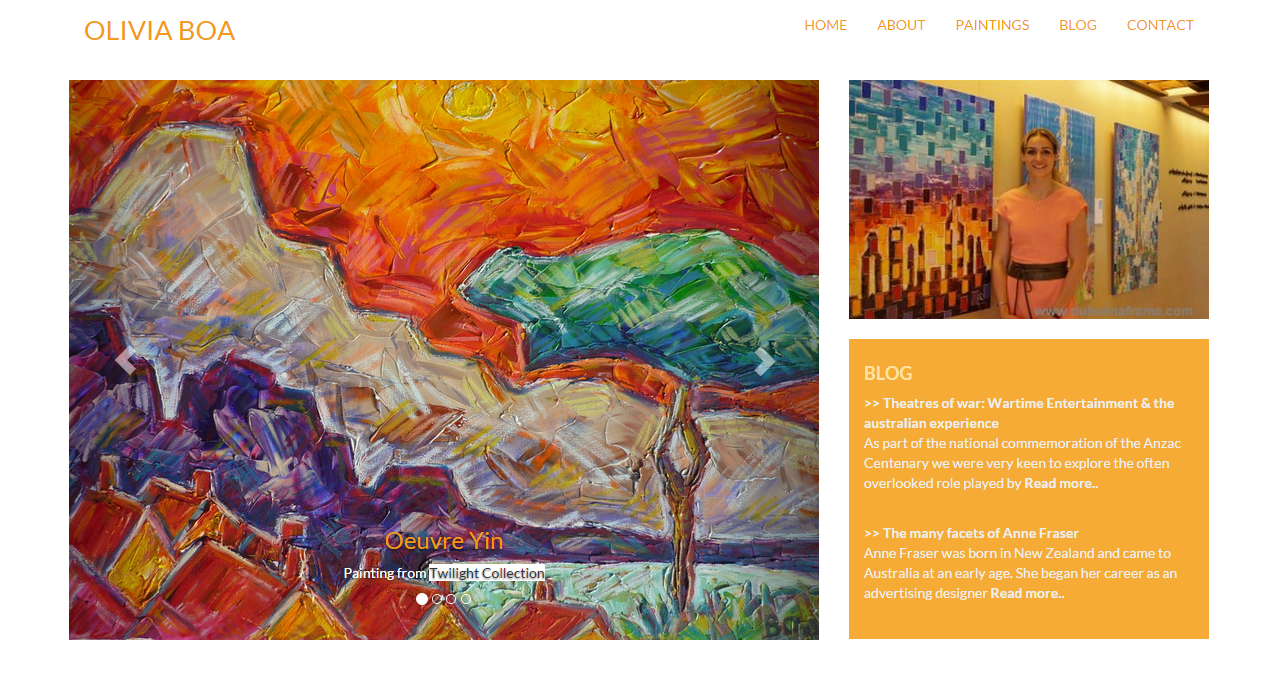 OLIVIA BOA
HOME ABOUT PAINTINGS BLOG CONTACT
Oeuvre Yin
Painting from Twilight Collection
BOA
BLOG
>> Theatres of war: Wartime Entertainment & the
australian experience
As part of the national commemoration of the Anzac
Centenary we were very keen to explore the often
overlooked role played by Read more..
>> The many facets of Anne Fraser
Anne Fraser was born in New Zealand and came to
Australia at an early age. She began her career as an
advertising designer Read more..